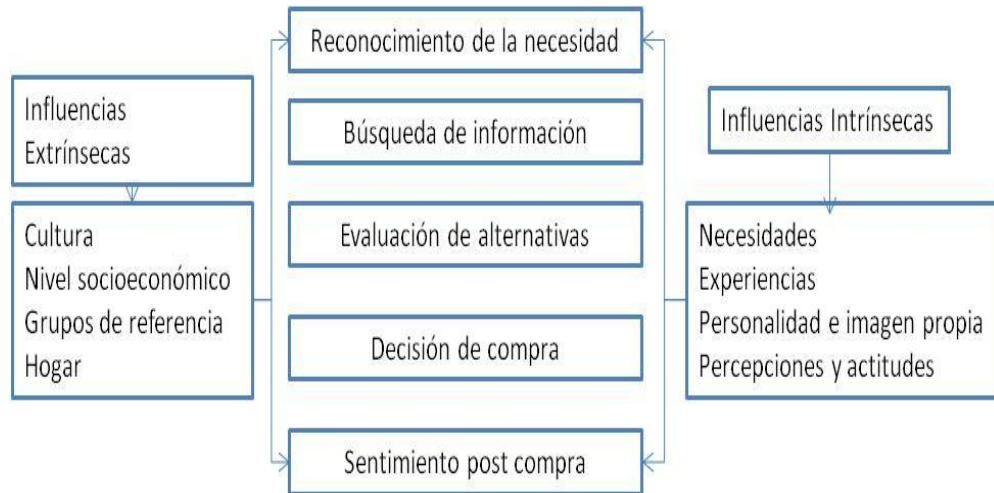 Influencias
Extrínsecas
Cultura
Nivel socioeconómico
Grupos de referencia
Hogar
Reconocimiento de la necesidad
Búsqueda de información
Evaluación de alternativas
Decisión de compra
Sentimiento post compra
Influencias Intrínsecas
Necesidades
Experiencias
Personalidad e imagen propia
Percepciones y actitudes